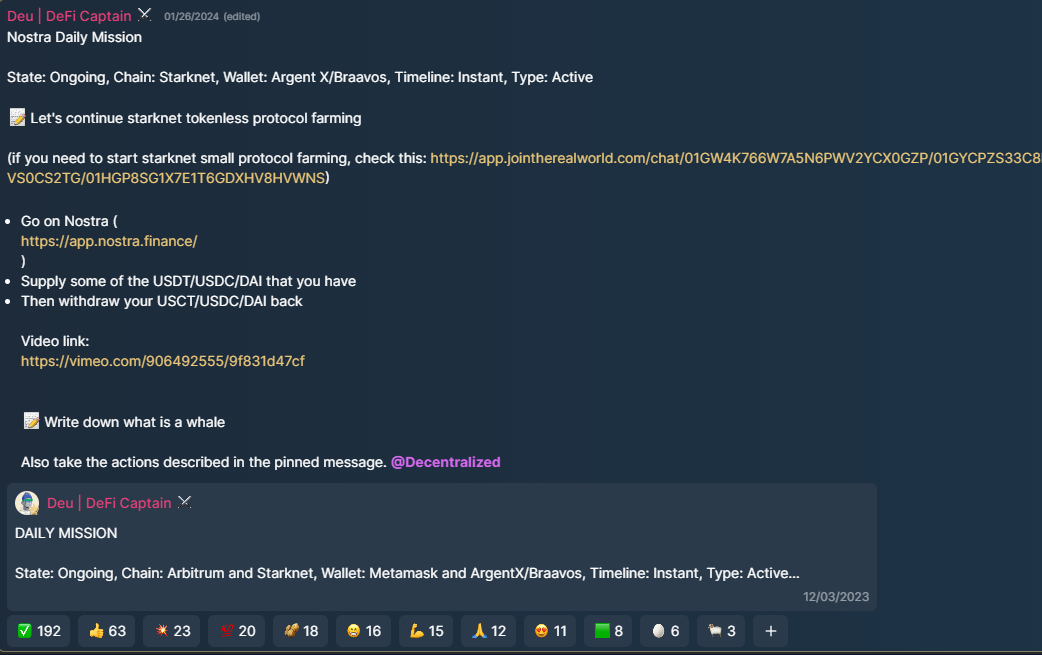 Deu | DeFi Captain 01/26/2024 (edited)
Nostra Daily Mission
State: Ongoing, Chain: Starknet, Wallet: Argent X/Braavos, Timeline: Instant, Type: Active
📝 Let's continue starknet tokenless protocol farming
(if you need to start starknet small protocol farming, check this: https://app.jointherealworld.com/chat/01GW4K766W7A5N6PWV2YCX0GZP/01GYCPZS33C8
VS0CS2TG/01HGP8SG1X7E1T6GDXHV8HVWNS)
• Go on Nostra (
https://app.nostra.finance/
)
• Supply some of the USDT/USDC/DAI that you have
• Then withdraw your USCT/USDC/DAI back
Video link:
https://vimeo.com/906492555/9f831d47cf
📝 Write down what is a whale
Also take the actions described in the pinned message. @Decentralized
Deu | DeFi Captain
DAILY MISSION
State: Ongoing, Chain: Arbitrum and Starknet, Wallet: Metamask and ArgentX/Braavos, Timeline: Instant, Type: Active...
12/03/2023
✅ 192 👍 63 💥 23 💯 20 18 😁 16 💪 15 🙏 12 😍 11 🟩 8 🥚 6 🐐 3 +